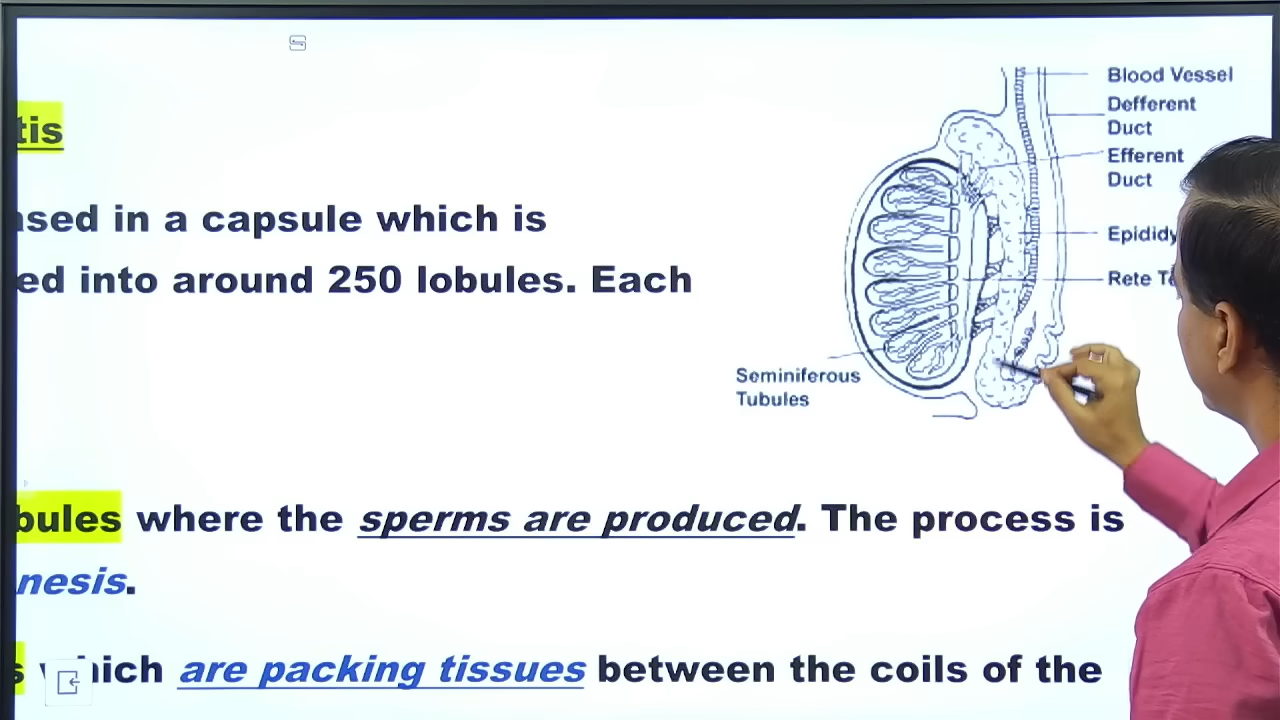 tis
ased in a capsule which is
ed into around 250 lobules. Each
Blood Vessel
Defferent
Duct
Efferent
Duct
Epididy
Rete Te
Seminiferous
Tubules
bules where the sperms are produced. The process is
nesis.
s which are packing tissues between the coils of the